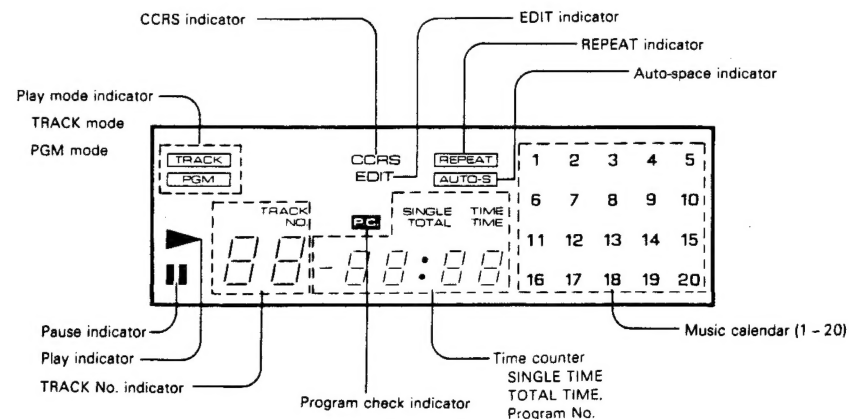 CCRS indicator
EDIT indicator
REPEAT indicator
Auto-space indicator
Play mode indicator
TRACK mode
PGM mode
TRACK
PGM
CCRS
EDIT
REPEAT
AUTO-S
1 2 3 4 5
6 7 8 9 10
11 12 13 14 15
16 17 18 19 20
TRACK
NO.
P.C.
SINGLE TIME
TOTAL TIME
88
-88:88
Pause indicator
Play indicator
TRACK No. indicator
Program check indicator
Time counter
SINGLE TIME
TOTAL TIME.
Program No.
Music calendar (1 – 20)